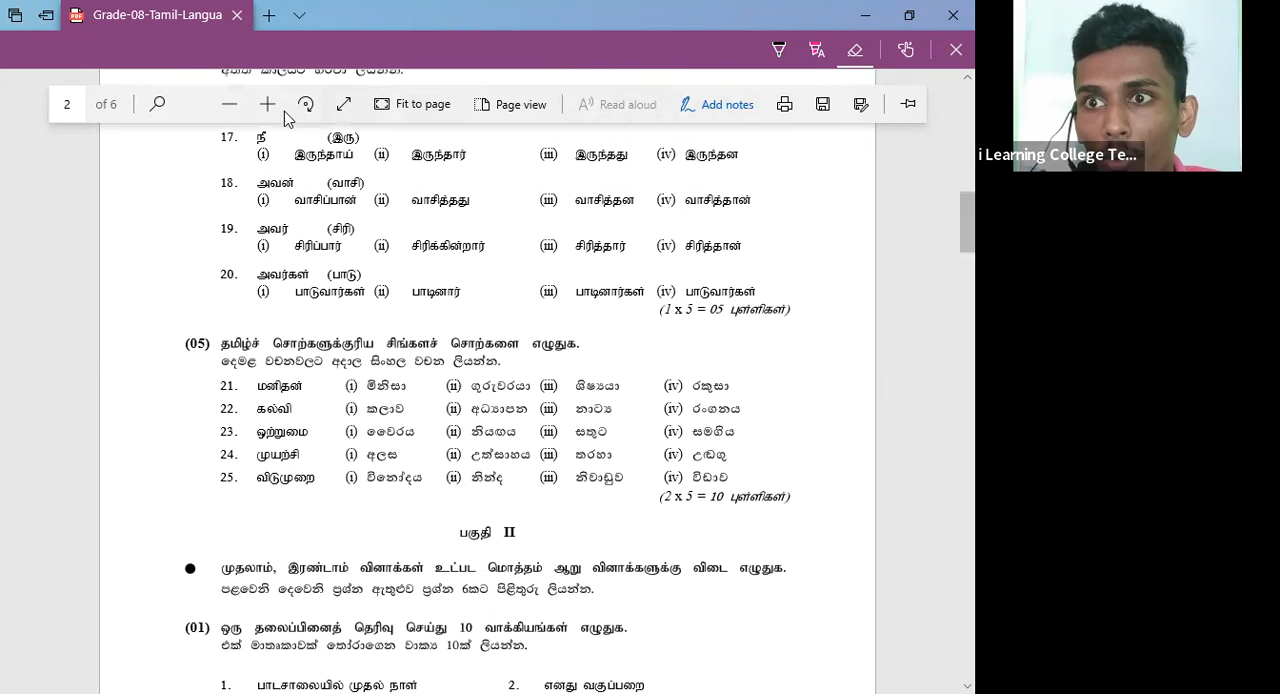 Grade-08-Tamil-Langua
2 of 6
Fit to page
Page view
Read aloud
Add notes
i Learning College Te...
17. நீ (இரு)
(i) இருந்தாய் (ii) இருந்தார் (iii) இருந்தது (iv) இருந்தன
18. அவன் (வாசி)
(i) வாசிப்பான் (ii) வாசித்தது (iii) வாசித்தன (iv) வாசித்தான்
19. அவர் (சிரி)
(i) சிரிப்பார் (ii) சிரிக்கின்றார் (iii) சிரித்தார் (iv) சிரித்தான்
20. அவர்கள் (பாடு)
(i) பாடுவார்கள் (ii) பாடினார் (iii) பாடினார்கள் (iv) பாடுவார்கள்
(1 x 5 = 05 புள்ளிகள்)
(05) தமிழ்ச் சொற்களுக்குரிய சிங்களச் சொற்களை எழுதுக.
දෙමළ වචනවලට අදාල සිංහල වචන ලියන්න.
21. மனிதன் (i) මිනිසා (ii) ගුරුවරයා (iii) ශිෂ්‍යයා (iv) රකුසා
22. கல்வி (i) කලාව (ii) අධ්‍යාපන (iii) නාට්‍ය (iv) රංගනය
23. ஒற்றுமை (i) වෛරය (ii) නියඟය (iii) සතුට (iv) සමගිය
24. முயற்சி (i) අලස (ii) උත්සාහය (iii) තරහා (iv) උඬගු
25. விடுமுறை (i) විනෝදය (ii) නින්ද (iii) නිවාඩුව (iv) විඩාව
(2 x 5 = 10 புள்ளிகள்)
பகுதி II
● முதலாம், இரண்டாம் வினாக்கள் உட்பட மொத்தம் ஆறு வினாக்களுக்கு விடை எழுதுக.
පළවෙනි දෙවෙනි ප්‍රශ්න ඇතුළුව ප්‍රශ්න 6කට පිළිතුරු ලියන්න.
(01) ஒரு தலைப்பினைத் தெரிவு செய்து 10 வாக்கியங்கள் எழுதுக.
එක් මාතෘකාවක් තෝරාගෙන වාක්‍ය 10ක් ලියන්න.
1. பாடசாலையில் முதல் நாள் 2. எனது வகுப்பறை